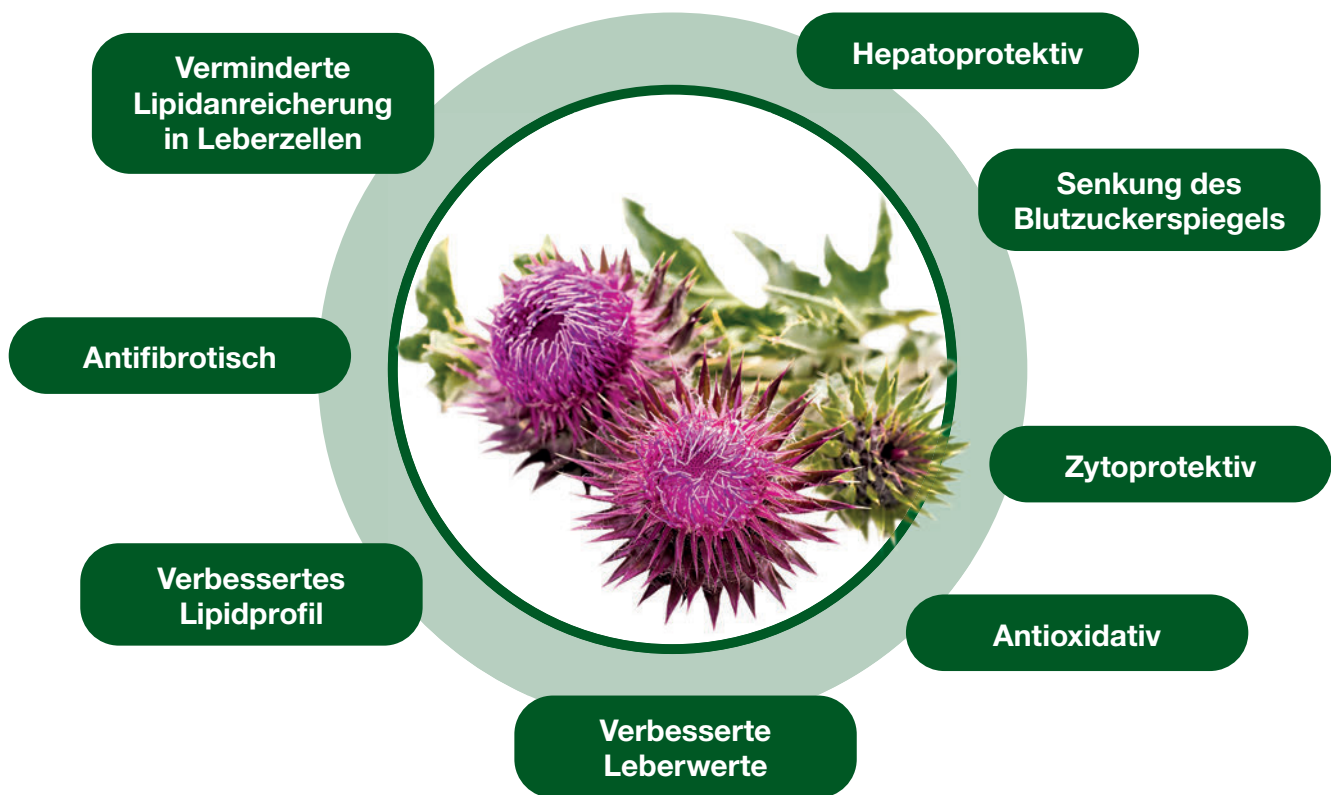 Verminderte
Lipidanreicherung
in Leberzellen
Hepatoprotektiv
Senkung des
Blutzuckerspiegels
Antifibrotisch
Zytoprotektiv
Verbessertes
Lipidprofil
Antioxidativ
Verbesserte
Leberwerte